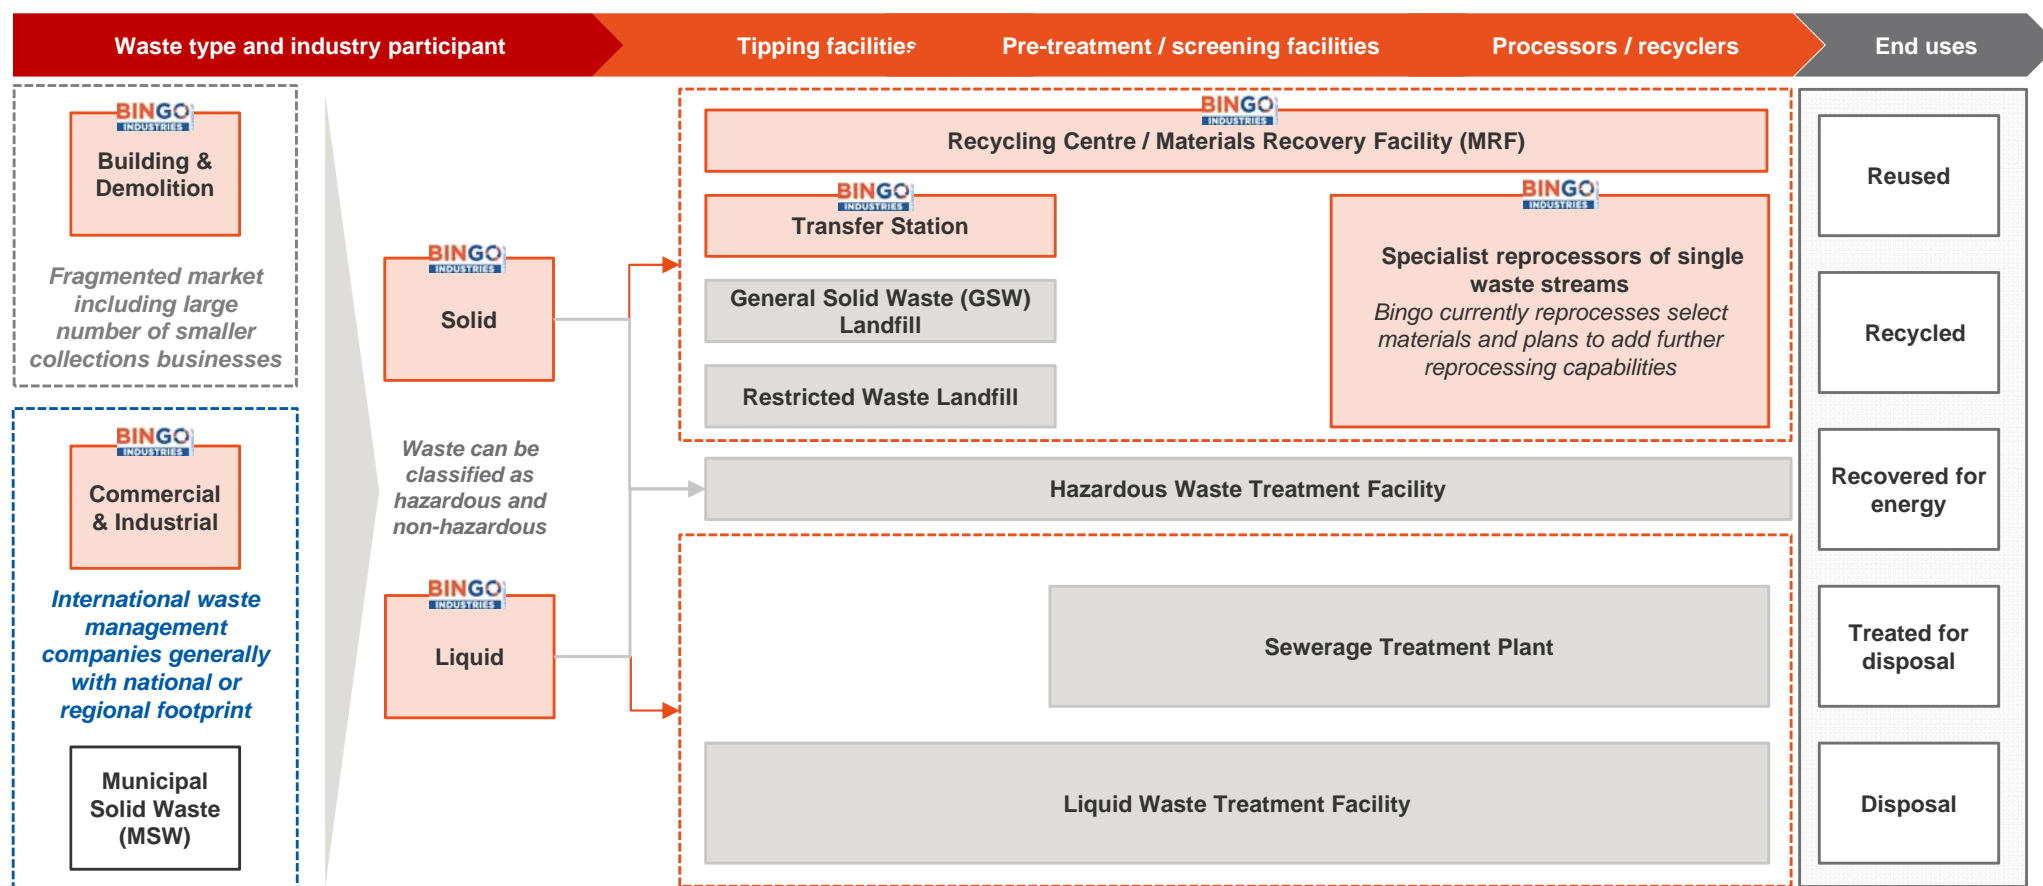 Waste type and industry participant
Tipping facilities
Pre-treatment / screening facilities
Processors / recyclers
End uses
BINGO
INDUSTRIES
Building &
Demolition
Fragmented market
including large
number of smaller
collections businesses
BINGO
INDUSTRIES
Commercial
& Industrial
International waste
management
companies generally
with national or
regional footprint
Municipal
Solid Waste
(MSW)
BINGO
INDUSTRIES
Solid
Waste can be
classified as
hazardous and
non-hazardous
BINGO
INDUSTRIES
Liquid
BINGO
INDUSTRIES
Recycling Centre / Materials Recovery Facility (MRF)
BINGO
INDUSTRIES
Transfer Station
General Solid Waste (GSW)
Landfill
Restricted Waste Landfill
BINGO
INDUSTRIES
Specialist reprocessors of single
waste streams
Bingo currently reprocesses select
materials and plans to add further
reprocessing capabilities
Hazardous Waste Treatment Facility
Sewerage Treatment Plant
Liquid Waste Treatment Facility
Reused
Recycled
Recovered for
energy
Treated for
disposal
Disposal